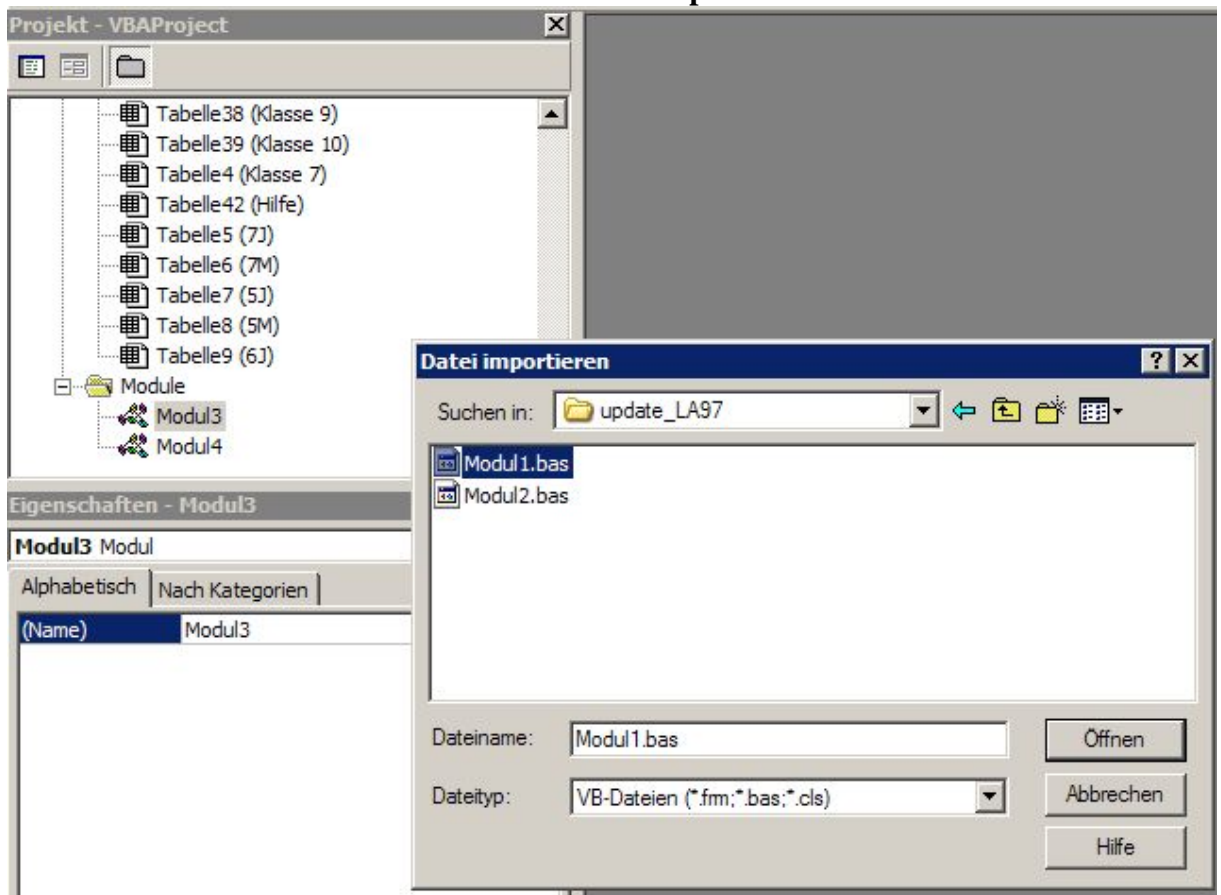 Projekt - VBAProject
Tabelle38 (Klasse 9)
Tabelle39 (Klasse 10)
Tabelle4 (Klasse 7)
Tabelle42 (Hilfe)
Tabelle5 (7J)
Tabelle6 (7M)
Tabelle7 (5J)
Tabelle8 (5M)
Tabelle9 (6J)
Module
Modul3
Modul4
Eigenschaften - Modul3
Modul3 Modul
Alphabetisch Nach Kategorien
(Name) Modul3
Datei importieren
Suchen in: update_LA97
Modul1.bas
Modul2.bas
Dateiname: Modul1.bas Öffnen
Dateityp: VB-Dateien (*.frm;*.bas;*.cls) Abbrechen
Hilfe